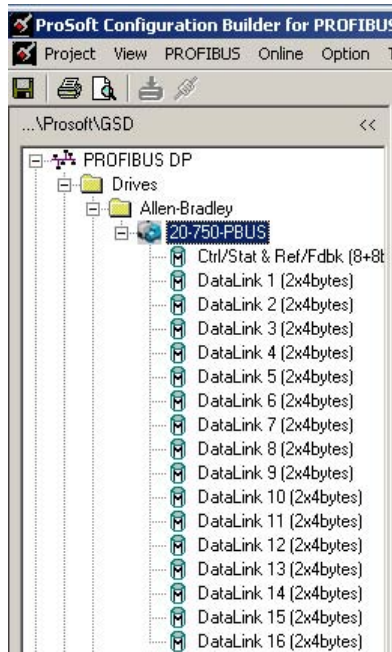 ProSoft Configuration Builder for PROFIBUS
Project View PROFIBUS Online Option
...\Prosoft\GSD <<
PROFIBUS DP
Drives
Allen-Bradley
20-750-PBUS
Ctrl/Stat & Ref/Fdbk (8+8b
DataLink 1 (2x4bytes)
DataLink 2 (2x4bytes)
DataLink 3 (2x4bytes)
DataLink 4 (2x4bytes)
DataLink 5 (2x4bytes)
DataLink 6 (2x4bytes)
DataLink 7 (2x4bytes)
DataLink 8 (2x4bytes)
DataLink 9 (2x4bytes)
DataLink 10 (2x4bytes)
DataLink 11 (2x4bytes)
DataLink 12 (2x4bytes)
DataLink 13 (2x4bytes)
DataLink 14 (2x4bytes)
DataLink 15 (2x4bytes)
DataLink 16 (2x4bytes)